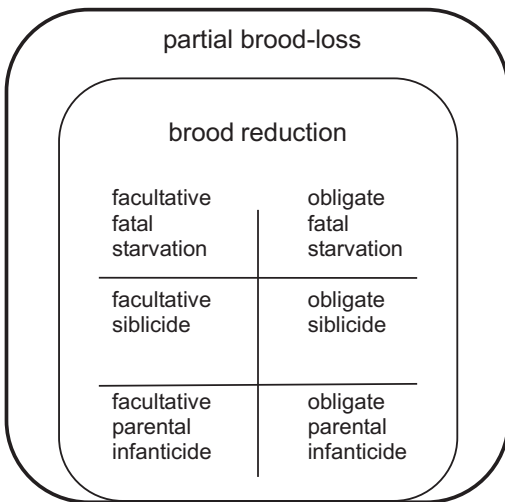 partial brood-loss
brood reduction
facultative
fatal
starvation
obligate
fatal
starvation
facultative
siblicide
obligate
siblicide
facultative
parental
infanticide
obligate
parental
infanticide